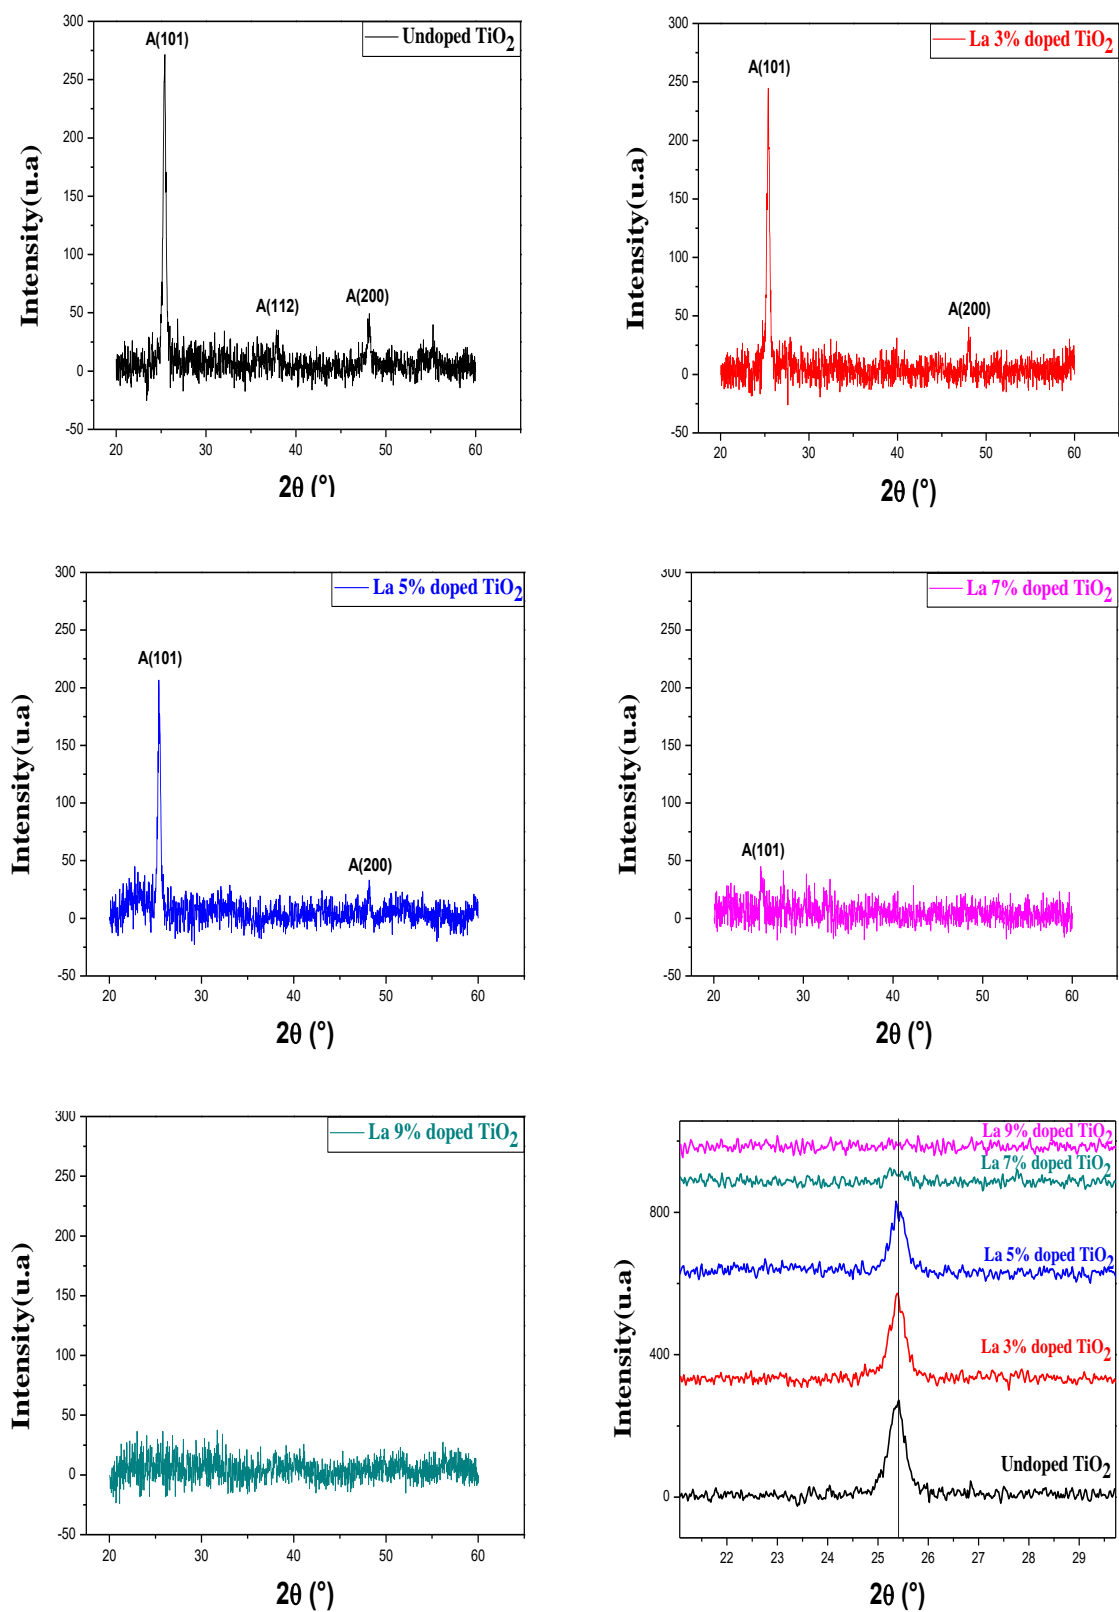 Undoped TiO2
A(101)
A(112)
A(200)
300
250
200
150
100
50
0
-50
20
30
40
50
60
Intensity(u.a)
2θ (°)
La 3% doped TiO2
A(101)
A(200)
300
250
200
150
100
50
0
-50
20
30
40
50
60
Intensity(u.a)
2θ (°)
La 5% doped TiO2
A(101)
A(200)
300
250
200
150
100
50
0
-50
20
30
40
50
60
Intensity(u.a)
2θ (°)
La 7% doped TiO2
A(101)
300
250
200
150
100
50
0
-50
20
30
40
50
60
Intensity(u.a)
2θ (°)
La 9% doped TiO2
300
250
200
150
100
50
0
-50
20
30
40
50
60
Intensity(u.a)
2θ (°)
La 9% doped TiO2
La 7% doped TiO2
La 5% doped TiO2
La 3% doped TiO2
Undoped TiO2
800
400
0
22
23
24
25
26
27
28
29
Intensity(u.a)
2θ (°)